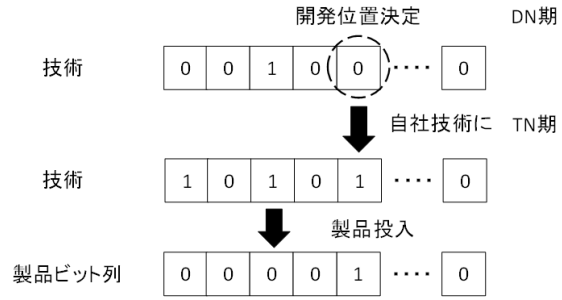 開発位置決定 DN期
技術 0 0 1 0 0 ···· 0
自社技術に TN期
技術 1 0 1 0 1 ···· 0
製品投入
製品ビット列 0 0 0 0 1 ···· 0